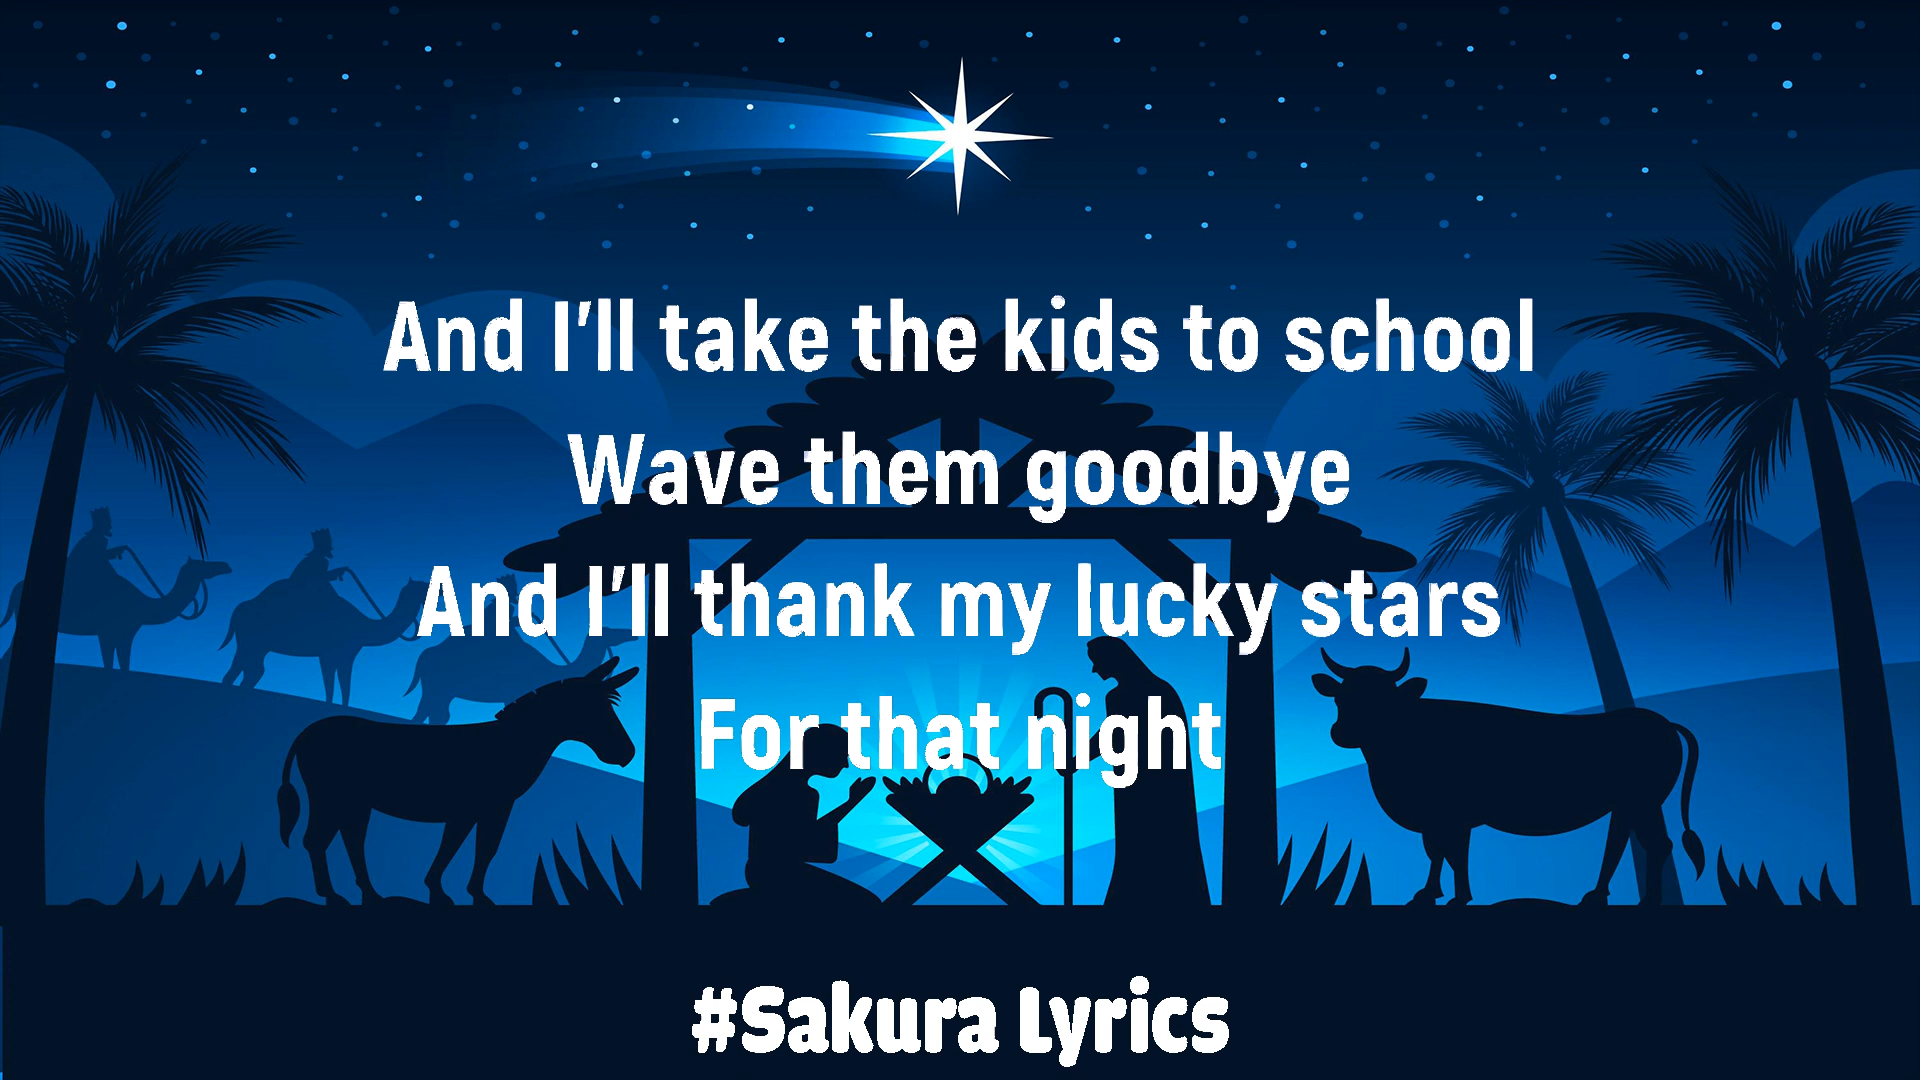 And I'll take the kids to school
Wave them goodbye
And I'll thank my lucky stars
For that night
#Sakura Lyrics